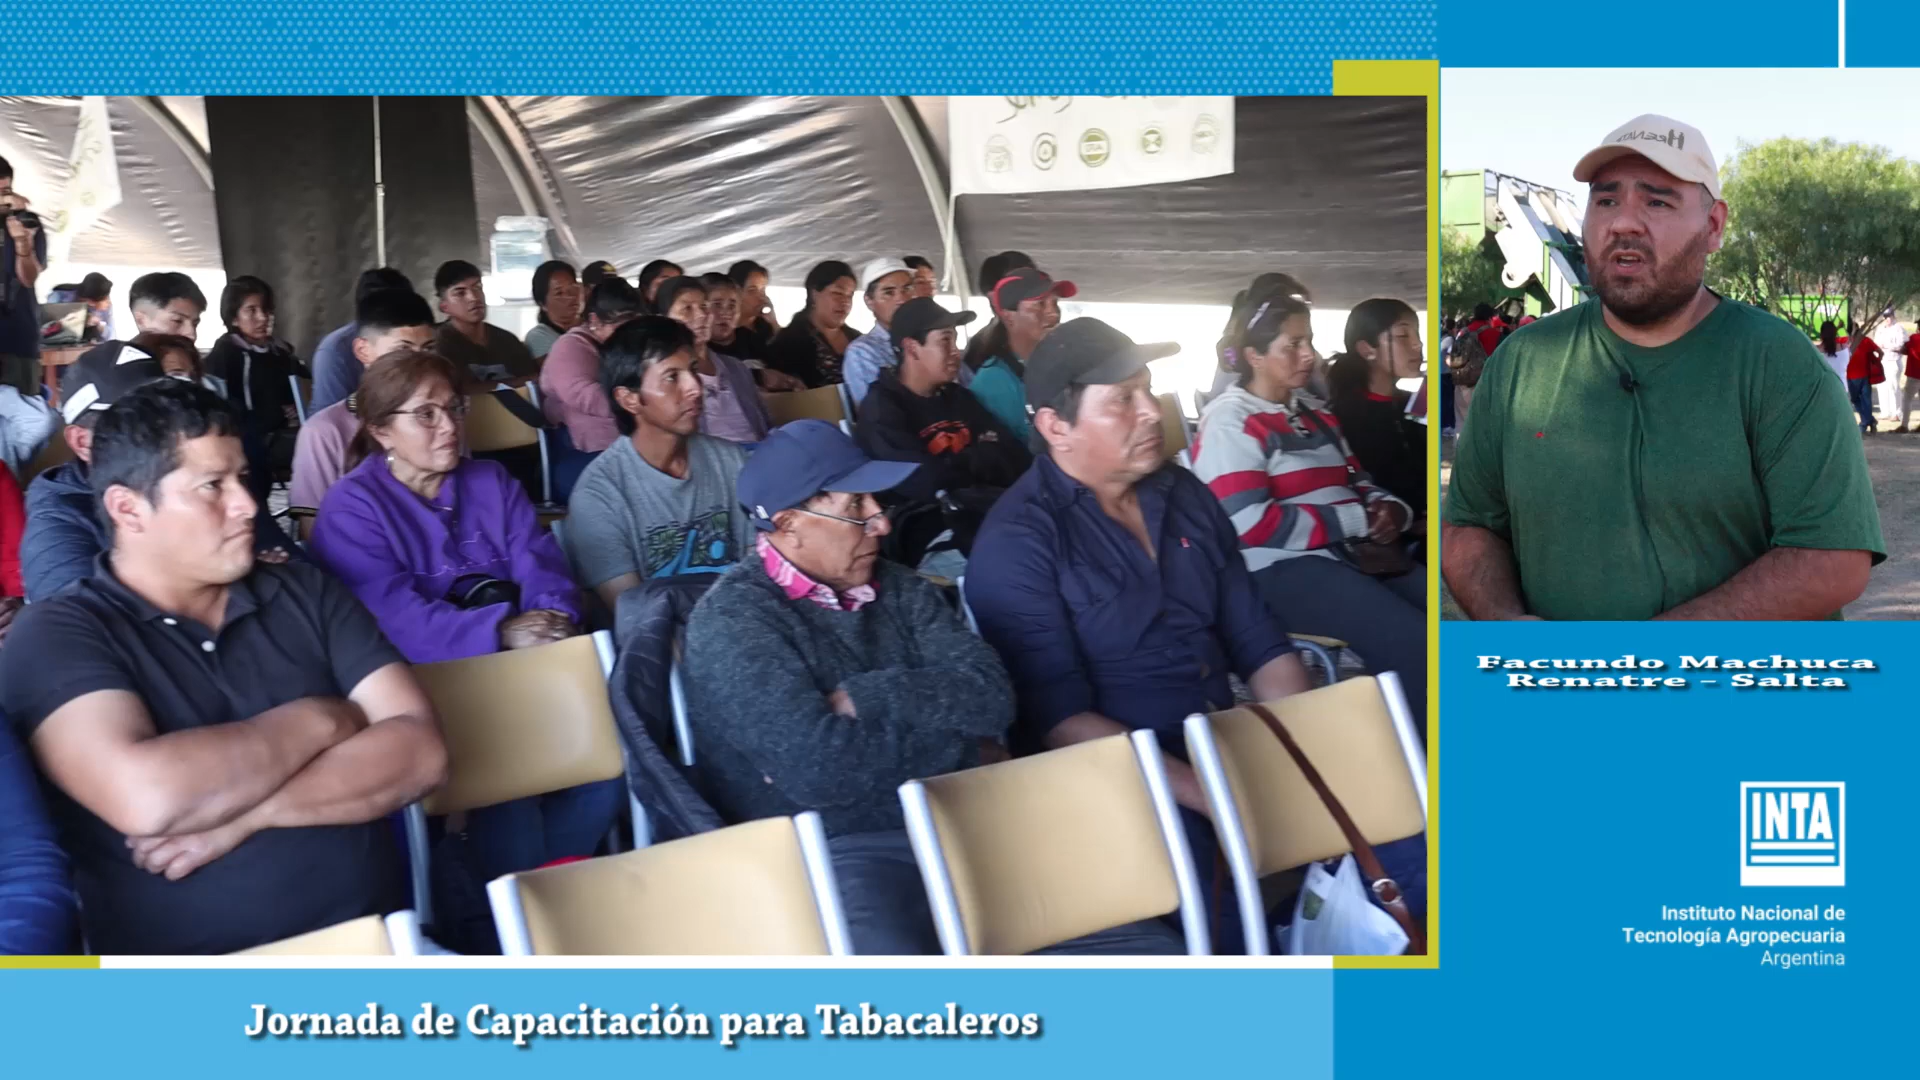 Facundo Machuca
Renatre – Salta
INTA
Instituto Nacional de
Tecnología Agropecuaria
Argentina
Jornada de Capacitación para Tabacaleros